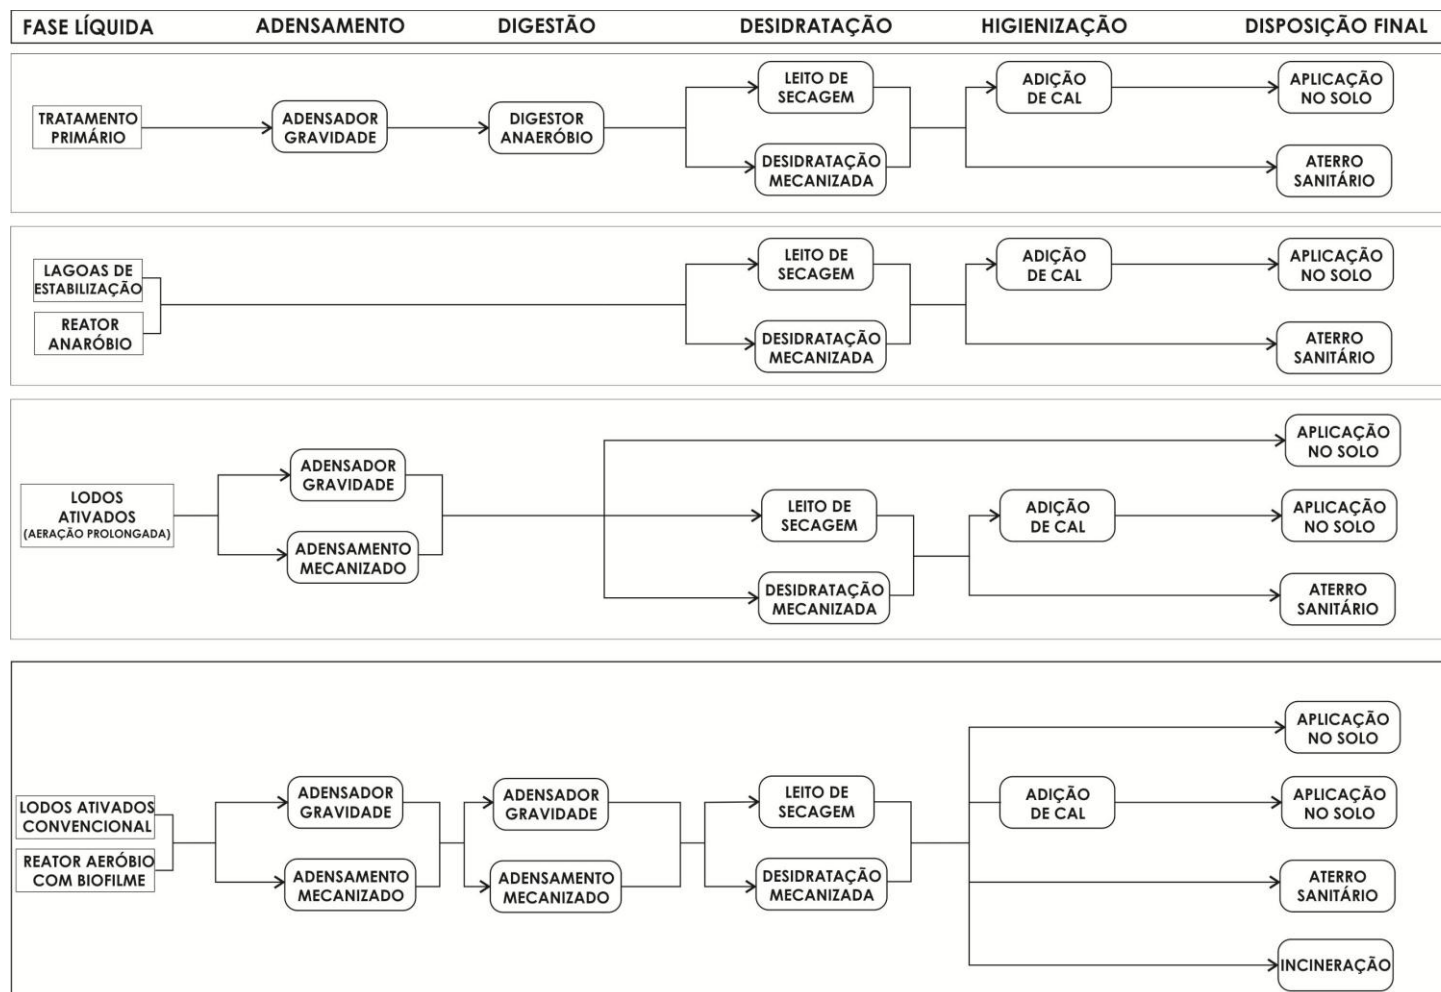 FASE LÍQUIDA ADENSAMENTO DIGESTÃO DESIDRATAÇÃO HIGIENIZAÇÃO DISPOSIÇÃO FINAL
TRATAMENTO
PRIMÁRIO
ADENSADOR
GRAVIDADE
DIGESTOR
ANAERÓBIO
LEITO DE
SECAGEM
DESIDRATAÇÃO
MECANIZADA
ADIÇÃO
DE CAL
APLICAÇÃO
NO SOLO
ATERRO
SANITÁRIO
LAGOAS DE
ESTABILIZAÇÃO
REATOR
ANARÓBIO
LEITO DE
SECAGEM
DESIDRATAÇÃO
MECANIZADA
ADIÇÃO
DE CAL
APLICAÇÃO
NO SOLO
ATERRO
SANITÁRIO
LODOS
ATIVADOS
(AERAÇÃO PROLONGADA)
ADENSADOR
GRAVIDADE
ADENSAMENTO
MECANIZADO
LEITO DE
SECAGEM
DESIDRATAÇÃO
MECANIZADA
ADIÇÃO
DE CAL
APLICAÇÃO
NO SOLO
APLICAÇÃO
NO SOLO
ATERRO
SANITÁRIO
LODOS ATIVADOS
CONVENCIONAL
REATOR AERÓBIO
COM BIOFILME
ADENSADOR
GRAVIDADE
ADENSAMENTO
MECANIZADO
ADENSADOR
GRAVIDADE
ADENSAMENTO
MECANIZADO
LEITO DE
SECAGEM
DESIDRATAÇÃO
MECANIZADA
ADIÇÃO
DE CAL
APLICAÇÃO
NO SOLO
APLICAÇÃO
NO SOLO
ATERRO
SANITÁRIO
INCINERAÇÃO